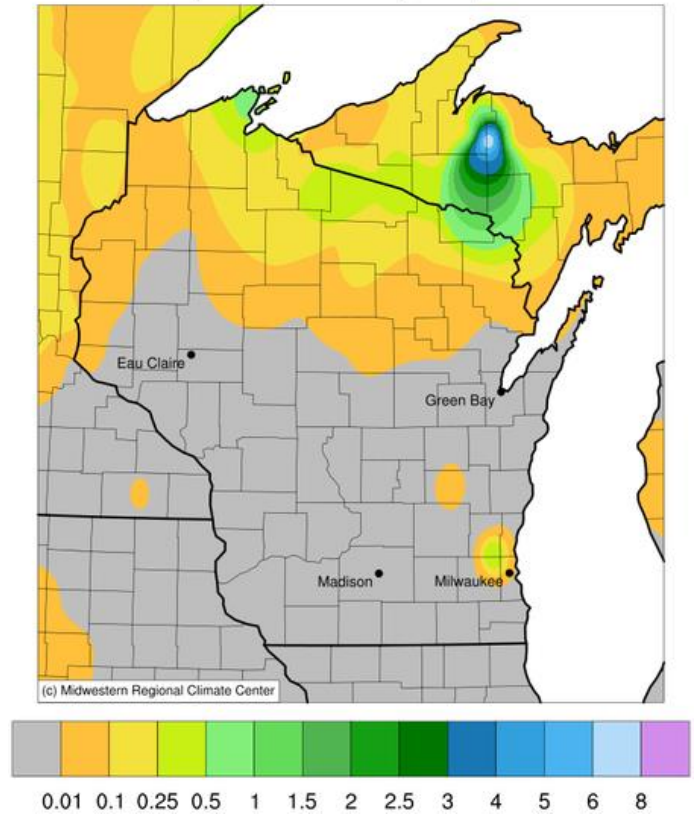 Eau Claire
Green Bay
Madison
Milwaukee
(c) Midwestern Regional Climate Center
0.01 0.1 0.25 0.5 1 1.5 2 2.5 3 4 5 6 8